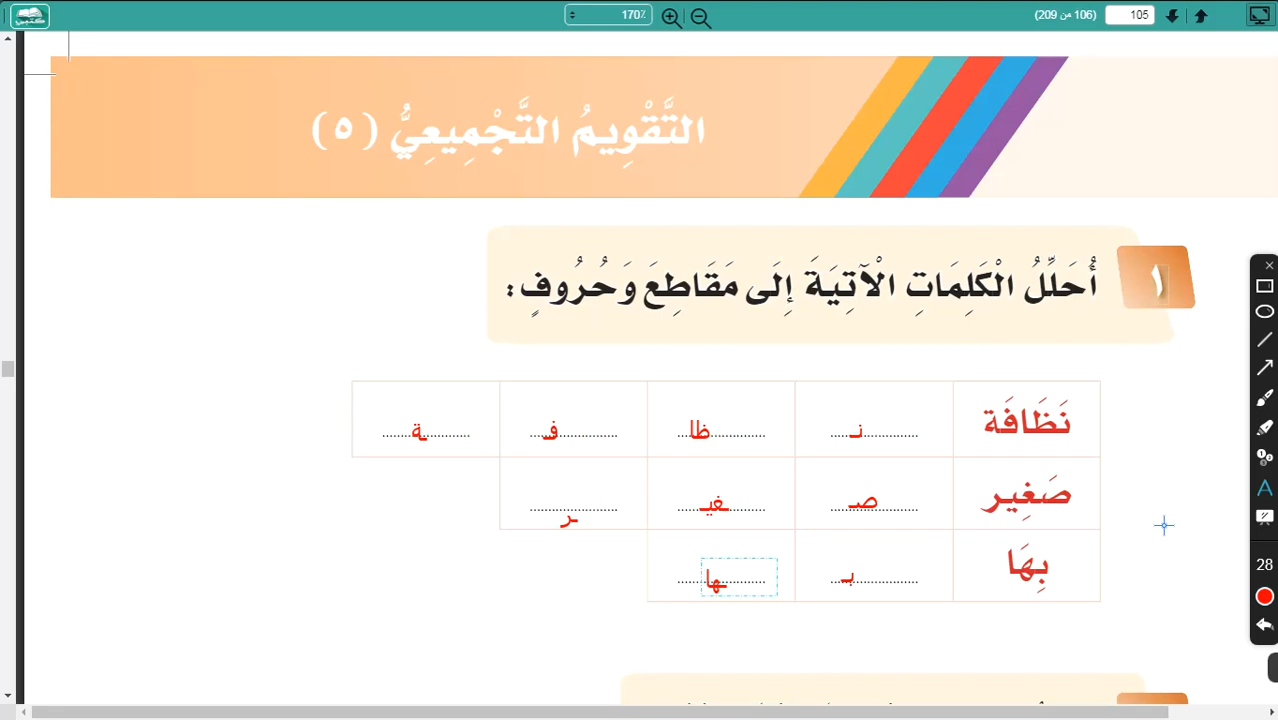 كتبي
170٪
(106 من 209)
105
التَّقْوِيمُ التَّجْمِيعِيُّ (٥)
١
أُحَلِّلُ الْكَلِمَاتِ الْآتِيَةَ إِلَى مَقَاطِعَ وَحُرُوفٍ :
نَظَافَة نـ ظا فـ ـة
صَغِير صـ ـغيـ ـر
بِهَا بـ ـها
28